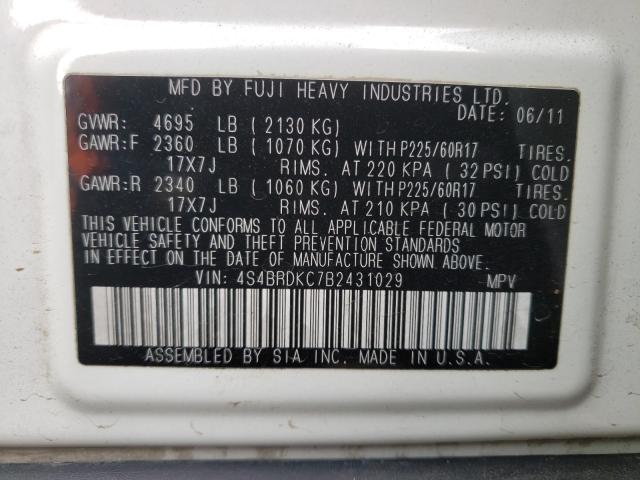 MFD BY FUJI HEAVY INDUSTRIES LTD.
DATE: 06/11
GVWR: 4695 LB ( 2130 KG)
GAWR:F 2360 LB ( 1070 KG) WITH P225/60R17 TIRES.
17X7J RIMS. AT 220 KPA ( 32 PSI) COLD
GAWR:R 2340 LB ( 1060 KG) WITH P225/60R17 TIRES.
17X7J RIMS. AT 210 KPA ( 30 PSI) COLD
THIS VEHICLE CONFORMS TO ALL APPLICABLE FEDERAL MOTOR
VEHICLE SAFETY AND THEFT PREVENTION STANDARDS
IN EFFECT ON THE DATE OF MANUFACTURE SHOWN ABOVE.
VIN: 4S4BRDKC7B2431029 MPV
ASSEMBLED BY SIA INC. MADE IN U.S.A.